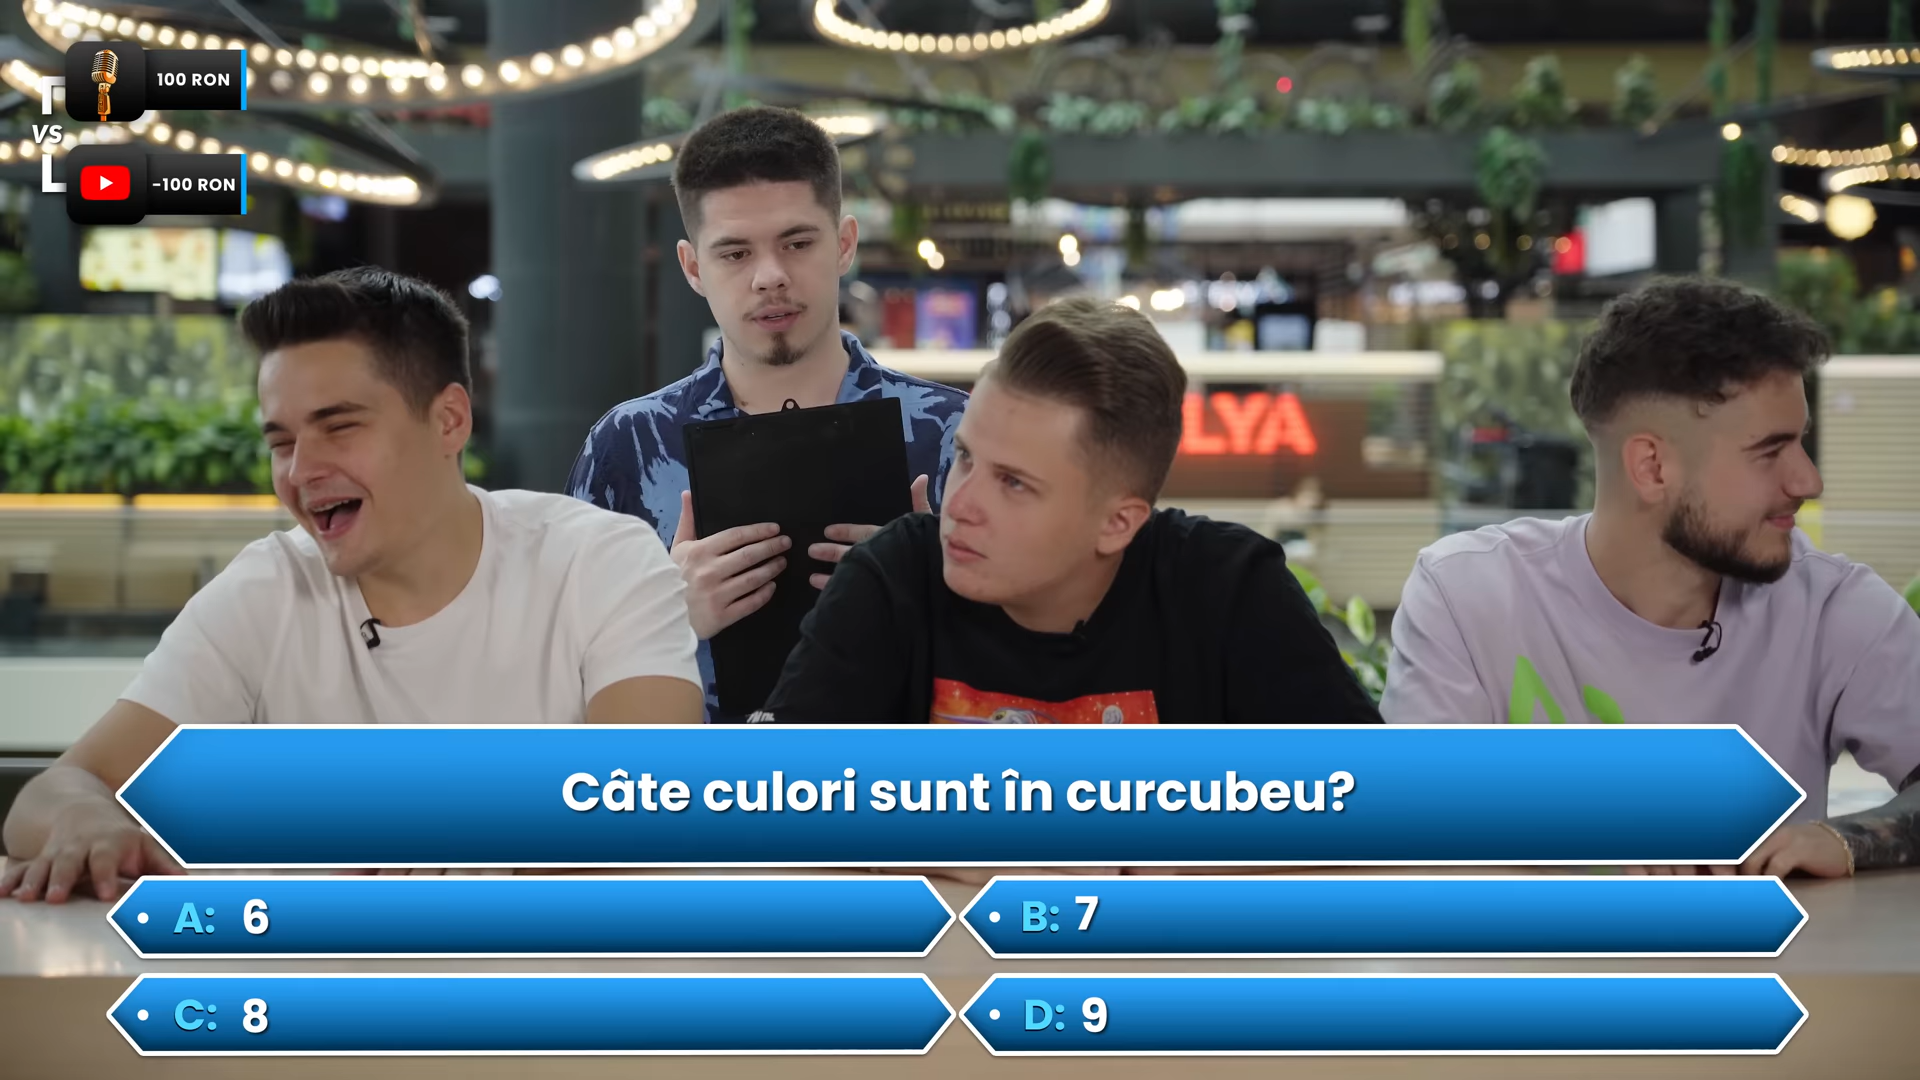 100 RON
VS
-100 RON
LYA
Câte culori sunt în curcubeu?
A: 6
B: 7
C: 8
D: 9